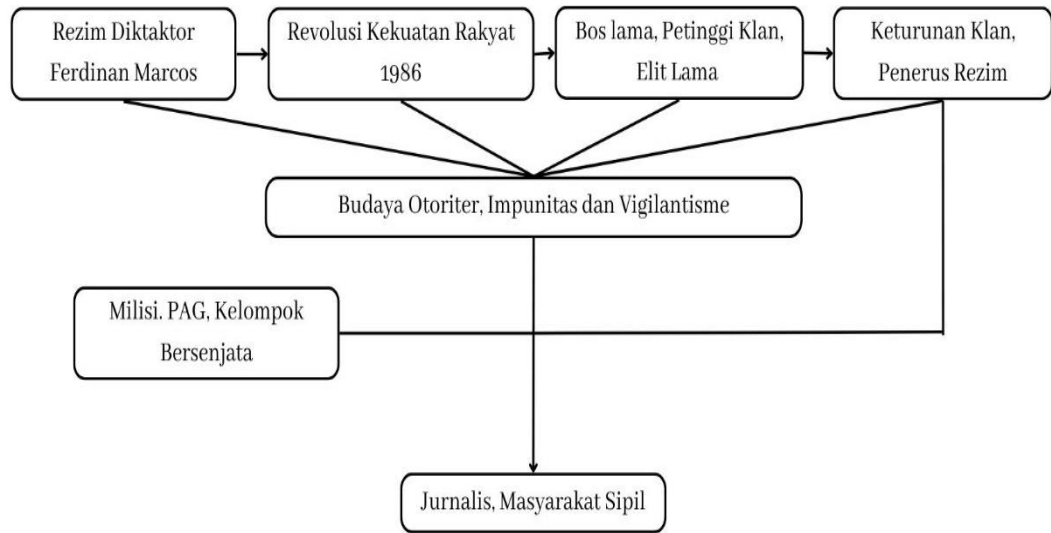 Rezim Diktaktor
Ferdinan Marcos
Revolusi Kekuatan Rakyat
1986
Bos lama, Petinggi Klan,
Elit Lama
Keturunan Klan,
Penerus Rezim
Budaya Otoriter, Impunitas dan Vigilantisme
Milisi. PAG, Kelompok
Bersenjata
Jurnalis, Masyarakat Sipil